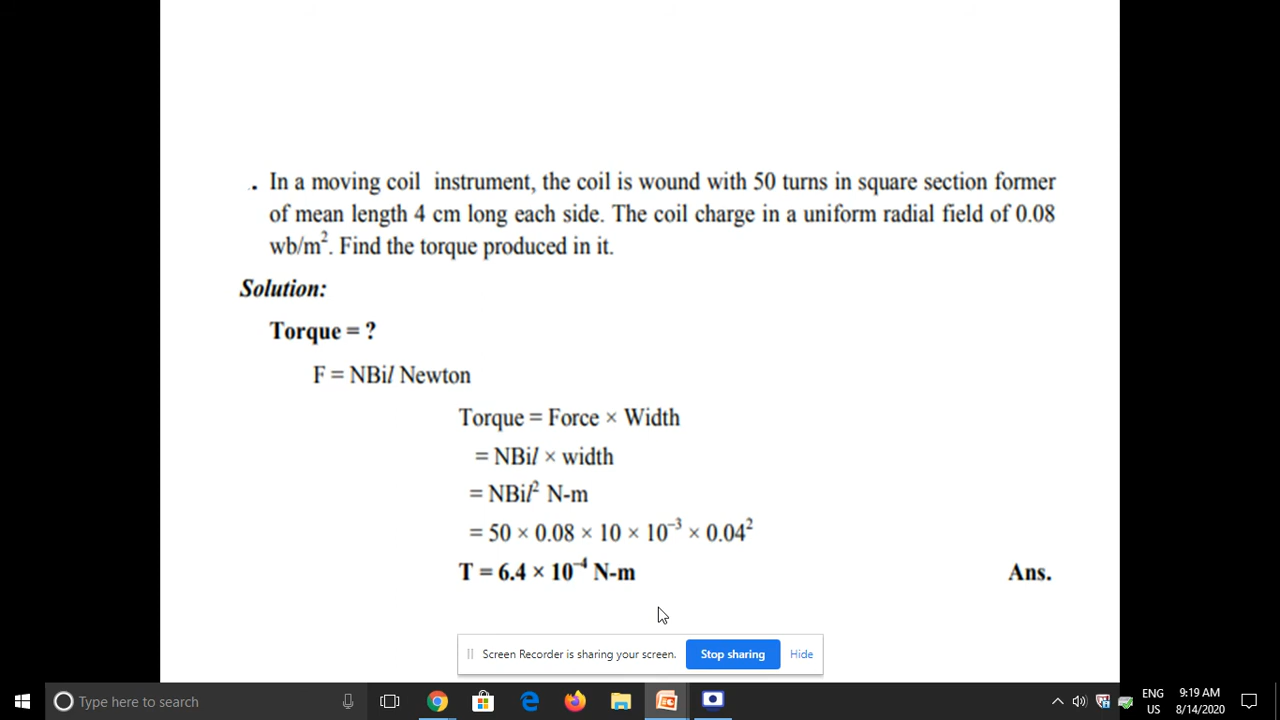 . In a moving coil instrument, the coil is wound with 50 turns in square section former
of mean length 4 cm long each side. The coil charge in a uniform radial field of 0.08
wb/m². Find the torque produced in it.
Solution:
Torque = ?
F = NBil Newton
Torque = Force × Width
= NBil × width
= NBil² N-m
= 50 × 0.08 × 10 × 10⁻³ × 0.04²
T = 6.4 × 10⁻⁴ N-m Ans.
Screen Recorder is sharing your screen. Stop sharing Hide
Type here to search
ENG 9:19 AM
US 8/14/2020